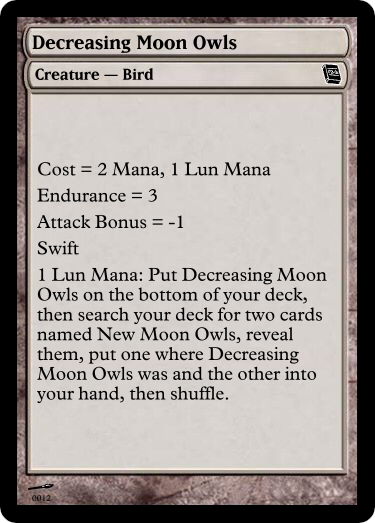 Decreasing Moon Owls
Creature — Bird
Cost = 2 Mana, 1 Lun Mana
Endurance = 3
Attack Bonus = -1
Swift
1 Lun Mana: Put Decreasing Moon
Owls on the bottom of your deck,
then search your deck for two cards
named New Moon Owls, reveal
them, put one where Decreasing
Moon Owls was and the other into
your hand, then shuffle.
0012